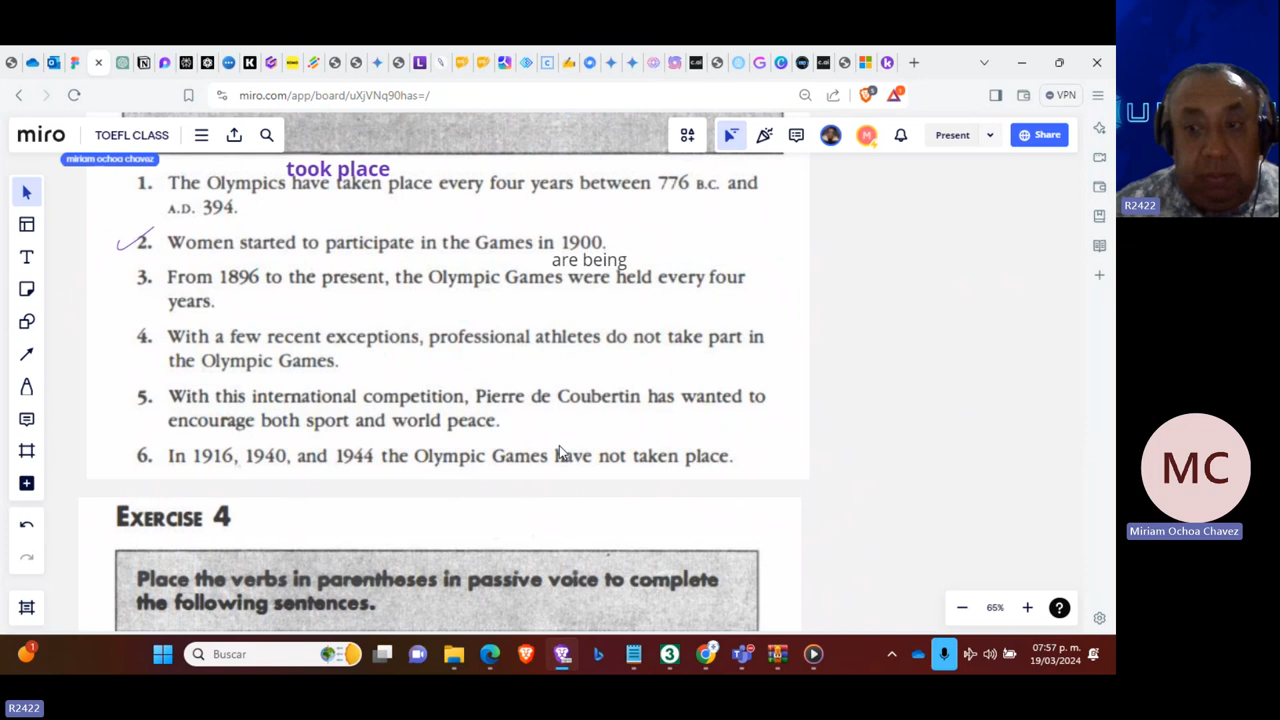 miro.com/app/board/uXjVNq90has=/
VPN
miro
TOEFL CLASS
Present
Share
miriam ochoa chavez
took place
1. The Olympics have taken place every four years between 776 B.C. and
A.D. 394.
2. Women started to participate in the Games in 1900.
are being
3. From 1896 to the present, the Olympic Games were held every four
years.
4. With a few recent exceptions, professional athletes do not take part in
the Olympic Games.
5. With this international competition, Pierre de Coubertin has wanted to
encourage both sport and world peace.
6. In 1916, 1940, and 1944 the Olympic Games have not taken place.
EXERCISE 4
Place the verbs in parentheses in passive voice to complete
the following sentences.
65%
Buscar
07:57 p. m.
19/03/2024
R2422
MC
Miriam Ochoa Chavez
R2422